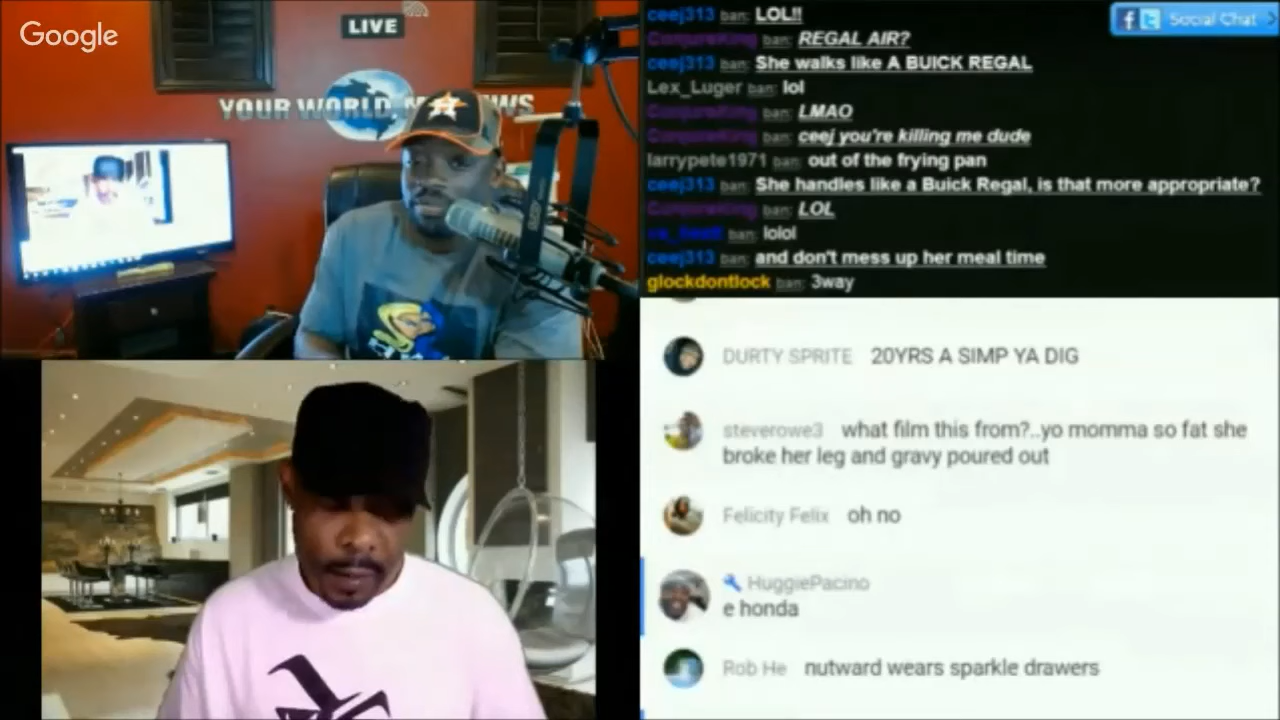 Google
LIVE
YOUR WORLD
WS
Social Chat
ceej313 ban: LOL!!
ConjureKing ban: REGAL AIR?
ceej313 ban: She walks like A BUICK REGAL
Lex_Luger ban: lol
ConjureKing ban: LMAO
ConjureKing ban: ceej you're killing me dude
larrypete1971 ban: out of the frying pan
ceej313 ban: She handles like a Buick Regal, is that more appropriate?
ConjureKing ban: LOL
ban: lolol
ceej313 ban: and don't mess up her meal time
glockdontlock ban: 3way
DURTY SPRITE 20YRS A SIMP YA DIG
steverowe3 what film this from?..yo momma so fat she
broke her leg and gravy poured out
Felicity Felix oh no
HuggiePacino
e honda
Rob He nutward wears sparkle drawers